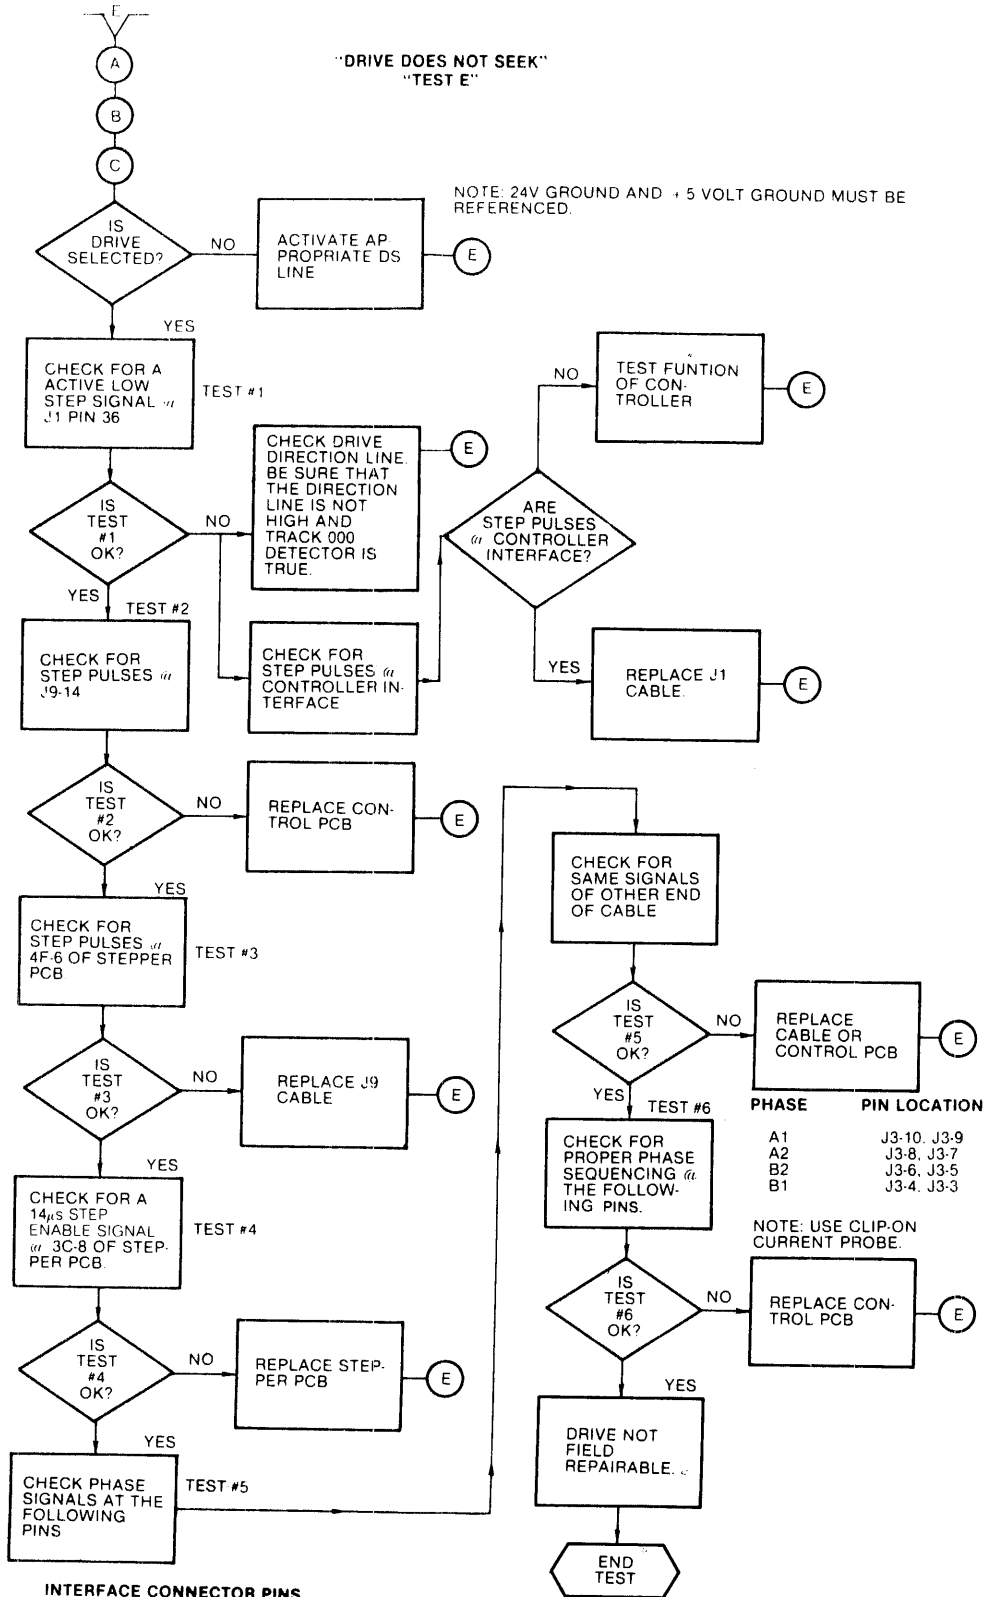 E
A
B
C
"DRIVE DOES NOT SEEK"
"TEST E"
NOTE: 24V GROUND AND + 5 VOLT GROUND MUST BE
REFERENCED.
IS
DRIVE
SELECTED?
NO
ACTIVATE AP-
PROPRIATE DS
LINE
E
YES
CHECK FOR A
ACTIVE LOW
STEP SIGNAL @
J1 PIN 36
TEST #1
IS
TEST
#1
OK?
NO
CHECK DRIVE
DIRECTION LINE.
BE SURE THAT
THE DIRECTION
LINE IS NOT
HIGH AND
TRACK 000
DETECTOR IS
TRUE.
E
CHECK FOR
STEP PULSES @
CONTROLLER IN-
TERFACE
ARE
STEP PULSES
@ CONTROLLER
INTERFACE?
NO
TEST FUNTION
OF CON-
TROLLER
E
YES
REPLACE J1
CABLE.
E
YES
TEST #2
CHECK FOR
STEP PULSES @
J9-14
IS
TEST
#2
OK?
NO
REPLACE CON-
TROL PCB
E
YES
CHECK FOR
STEP PULSES @
4F-6 OF STEPPER
PCB
TEST #3
IS
TEST
#3
OK?
NO
REPLACE J9
CABLE
E
YES
CHECK FOR A
14µs STEP
ENABLE SIGNAL
@ 3C-8 OF STEP-
PER PCB.
TEST #4
IS
TEST
#4
OK?
NO
REPLACE STEP-
PER PCB
E
YES
CHECK PHASE
SIGNALS AT THE
FOLLOWING
PINS
TEST #5
INTERFACE CONNECTOR PINS
CHECK FOR
SAME SIGNALS
OF OTHER END
OF CABLE
IS
TEST
#5
OK?
NO
REPLACE
CABLE OR
CONTROL PCB
E
YES
TEST #6
CHECK FOR
PROPER PHASE
SEQUENCING @
THE FOLLOW-
ING PINS.
PHASE PIN LOCATION
A1 J3-10, J3-9
A2 J3-8, J3-7
B2 J3-6, J3-5
B1 J3-4, J3-3
NOTE: USE CLIP-ON
CURRENT PROBE.
IS
TEST
#6
OK?
NO
REPLACE CON-
TROL PCB
E
YES
DRIVE NOT
FIELD
REPAIRABLE.
END
TEST